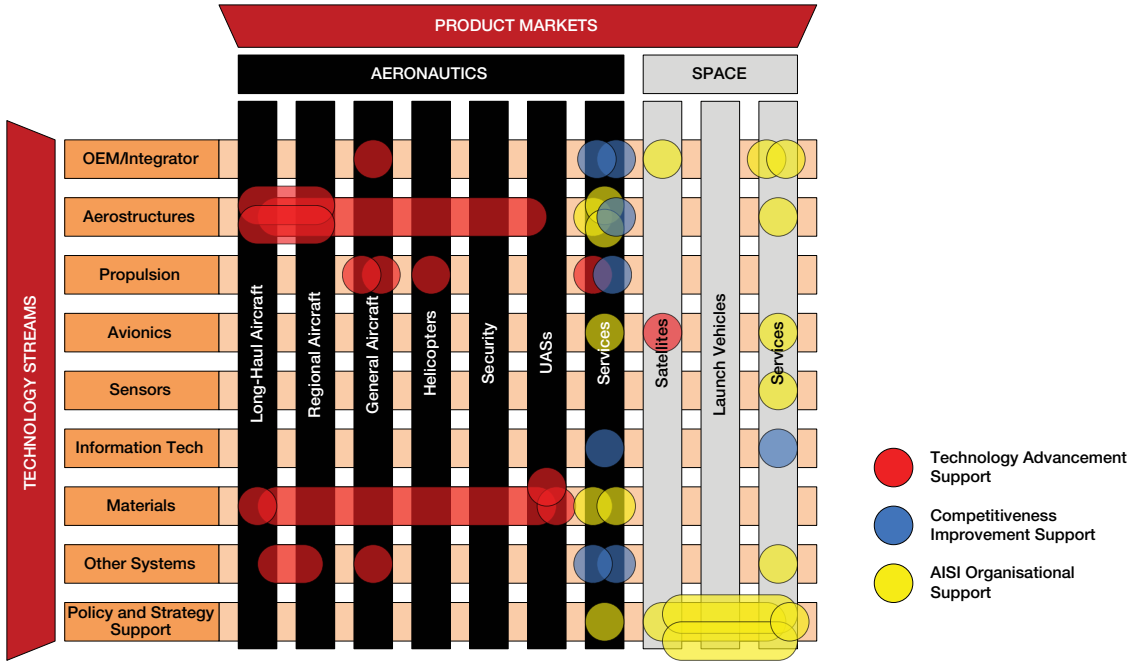 PRODUCT MARKETS
AERONAUTICS
SPACE
TECHNOLOGY STREAMS
OEM/Integrator
Aerostructures
Propulsion
Avionics
Sensors
Information Tech
Materials
Other Systems
Policy and Strategy
Support
Long-Haul Aircraft
Regional Aircraft
General Aircraft
Helicopters
Security
UASs
Services
Satellites
Launch Vehicles
Services
Technology Advancement
Support
Competitiveness
Improvement Support
AISI Organisational
Support